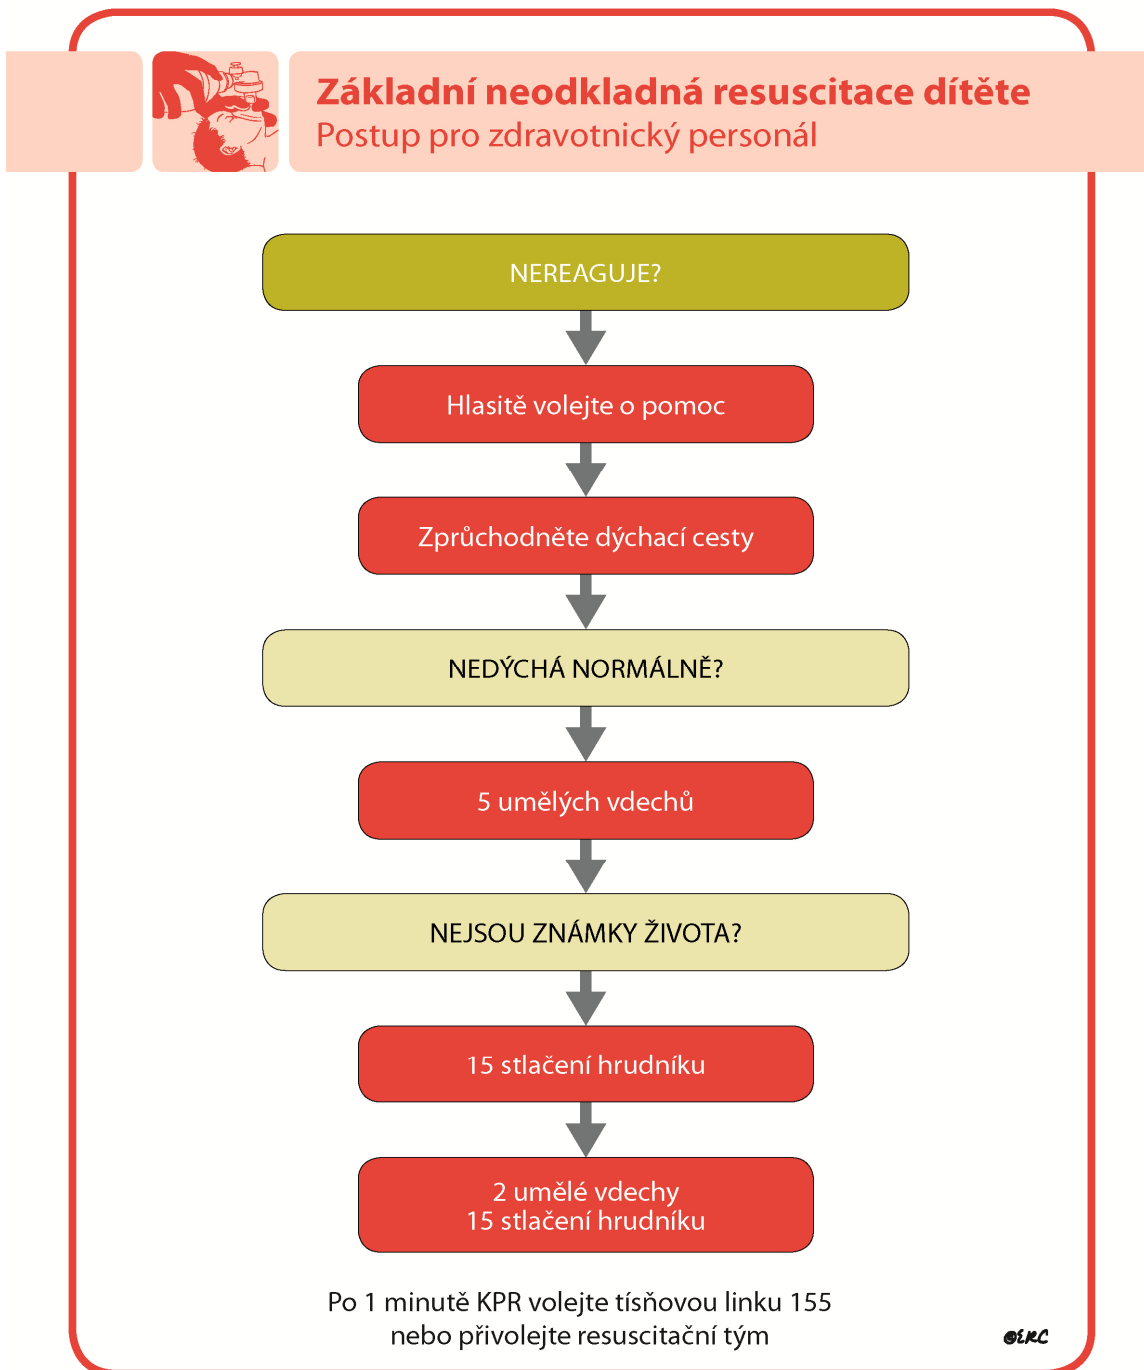 Základní neodkladná resuscitace dítěte
Postup pro zdravotnický personál
NEREAGUJE?
Hlasitě volejte o pomoc
Zprůchodněte dýchací cesty
NEDÝCHÁ NORMÁLNĚ?
5 umělých vdechů
NEJSOU ZNÁMKY ŽIVOTA?
15 stlačení hrudníku
2 umělé vdechy
15 stlačení hrudníku
Po 1 minutě KPR volejte tísňovou linku 155
nebo přivolejte resuscitační tým
©ERC